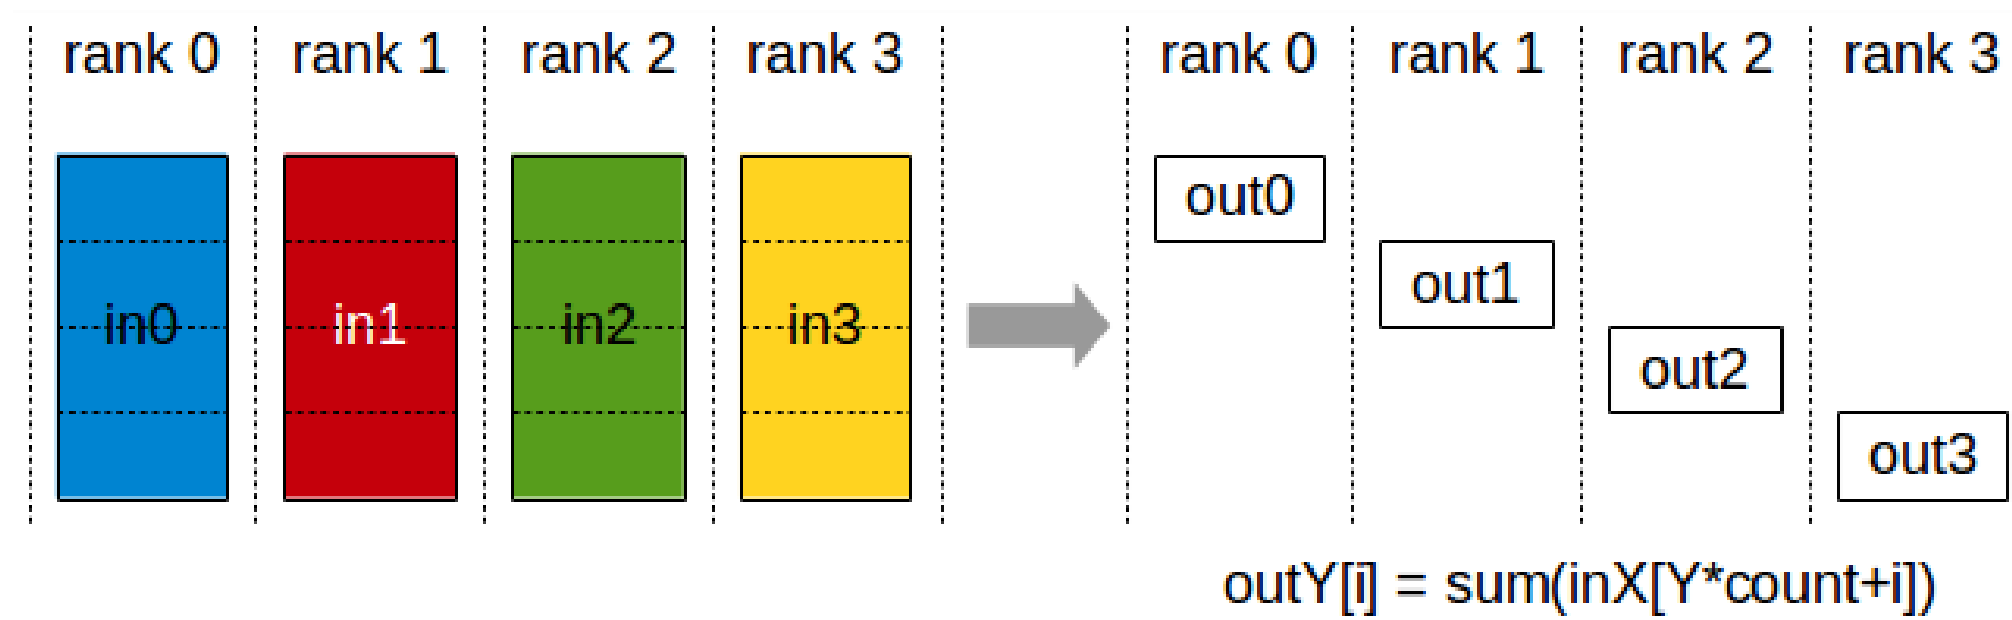 rank 0 rank 1 rank 2 rank 3 rank 0 rank 1 rank 2 rank 3
out0
out1
in0 in1 in2 in3
out2
out3
outY[i] = sum(inX[Y*count+i])